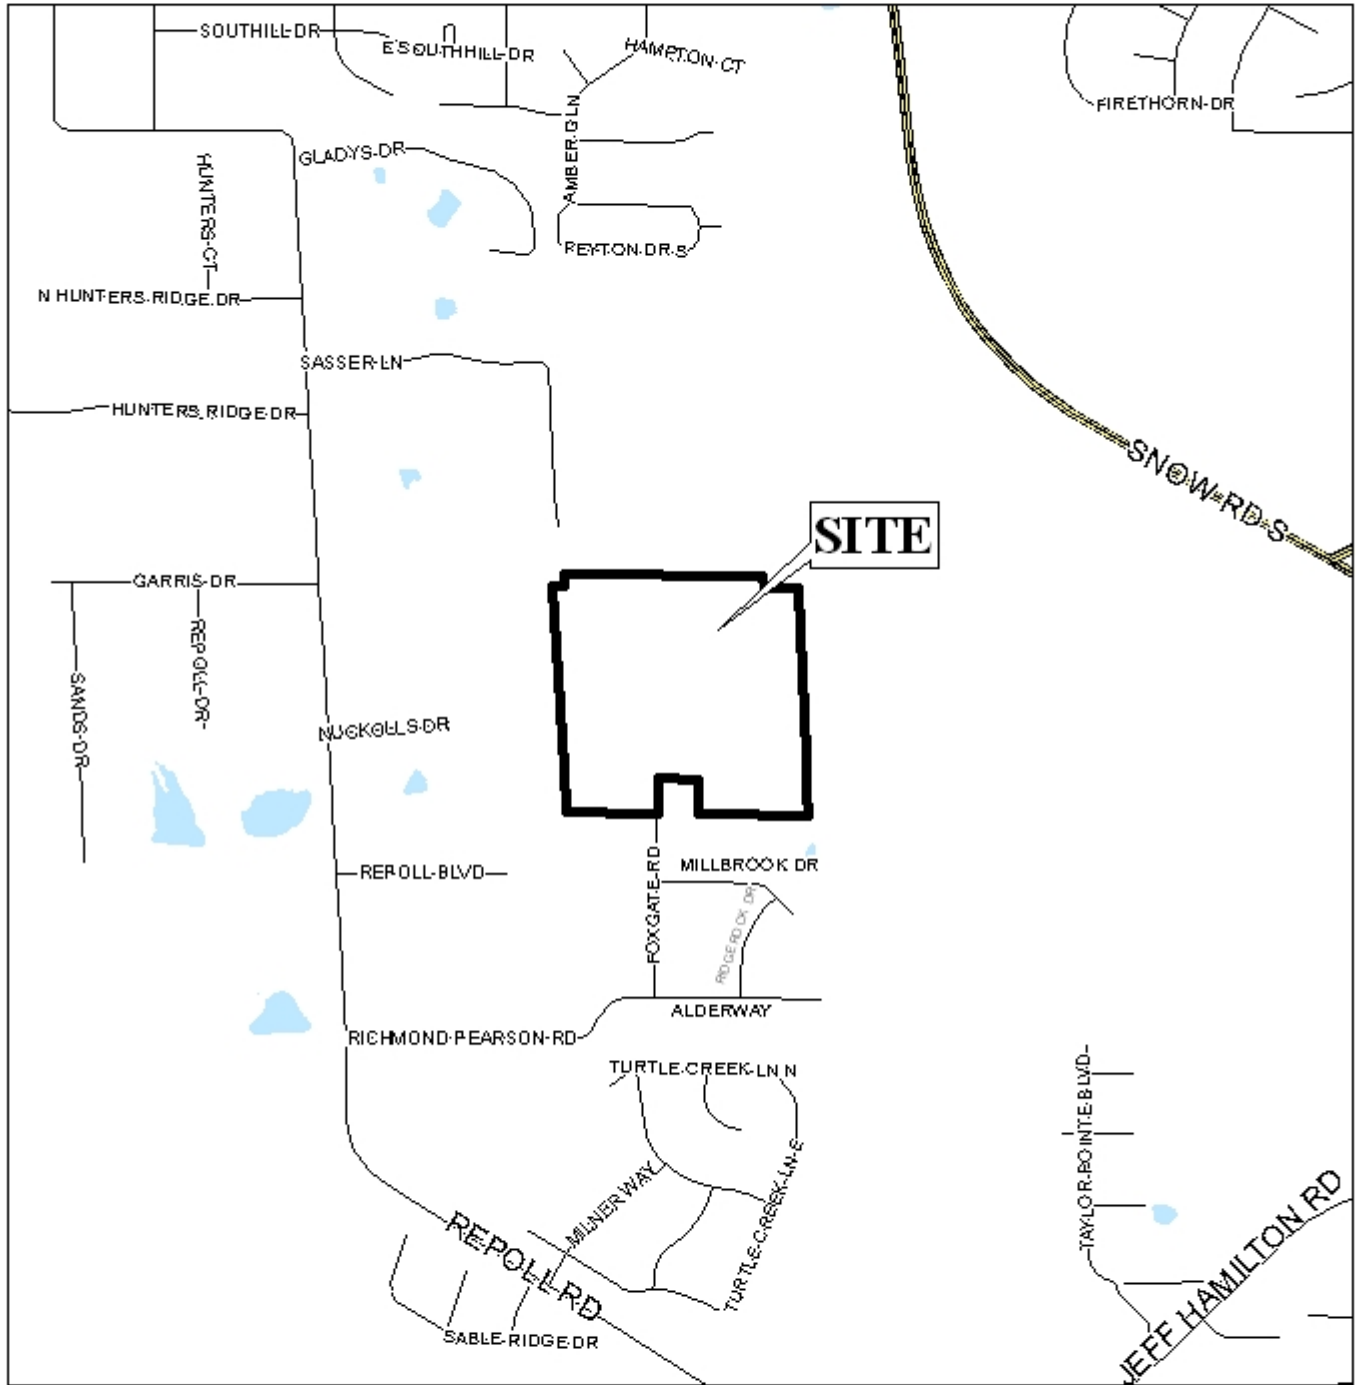 SOUTHILL DR
E SOUTHHILL DR
HAMPTON CT
FIRETHORN DR
AMBER G LN
GLADYS DR
HUNTERS CT
PEYTON DR S
N HUNTERS RIDGE DR
SASSER LN
HUNTERS RIDGE DR
SNOW RD S
SITE
GARRIS DR
REPOLL DR
SANDS DR
NUCKOLLS DR
MILLBROOK DR
REPOLL BLVD
FOXGATE RD
RIDGEROCK DR
ALDERWAY
RICHMOND PEARSON RD
TURTLE CREEK LN N
TAYLOR POINTE BLVD
MILNER WAY
TURTLE CREEK LN E
REPOLL RD
JEFF HAMILTON RD
SABLE RIDGE DR